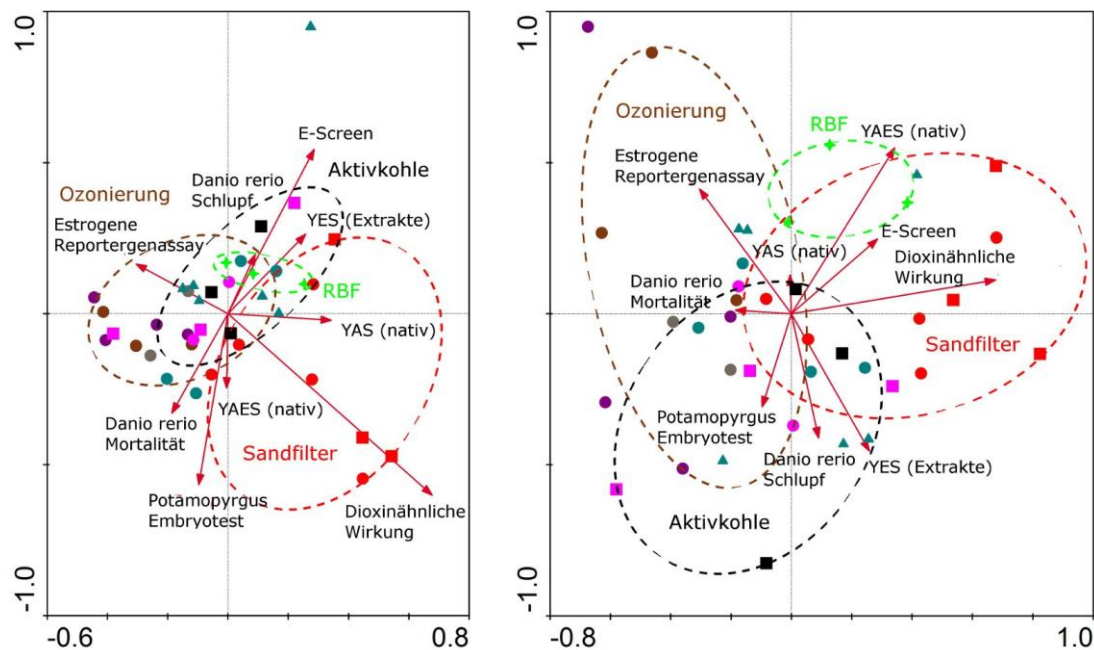 1.0
E-Screen
Aktivkohle
Danio rerio
Schlupf
Ozonierung
YES (Extrakte)
Estrogene
Reportergenassay
RBF
YAS (nativ)
YAES (nativ)
Danio rerio
Mortalität
Sandfilter
Potamopyrgus
Embryotest
Dioxinähnliche
Wirkung
-1.0
-0.6
0.8
1.0
Ozonierung
RBF
YAES (nativ)
Estrogene
Reportergenassay
E-Screen
YAS (nativ)
Dioxinähnliche
Wirkung
Danio rerio
Mortalität
Sandfilter
Potamopyrgus
Embryotest
Danio rerio
Schlupf
YES (Extrakte)
Aktivkohle
-1.0
-0.8
1.0